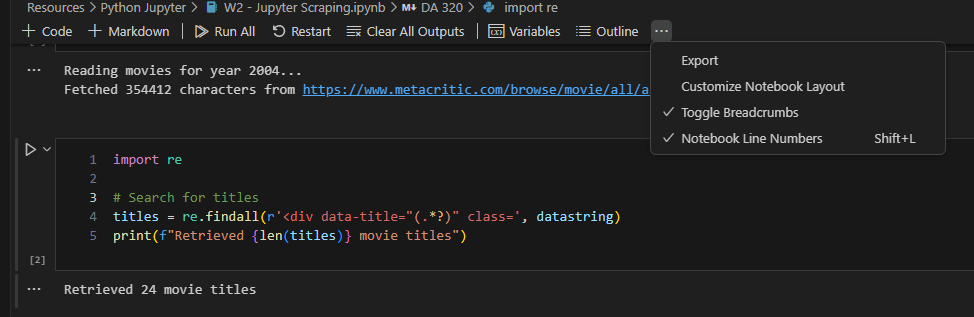 Resources > Python Jupyter > W2 - Jupyter Scraping.ipynb > M↓ DA 320 > import re
+ Code + Markdown | Run All Restart Clear All Outputs | Variables Outline ...
Export
Customize Notebook Layout
✓ Toggle Breadcrumbs
✓ Notebook Line Numbers Shift+L
... Reading movies for year 2004...
Fetched 354412 characters from https://www.metacritic.com/browse/movie/all/a
1 import re
2
3 # Search for titles
4 titles = re.findall(r'<div data-title="(.*?)" class=', datastring)
5 print(f"Retrieved {len(titles)} movie titles")
[2]
... Retrieved 24 movie titles